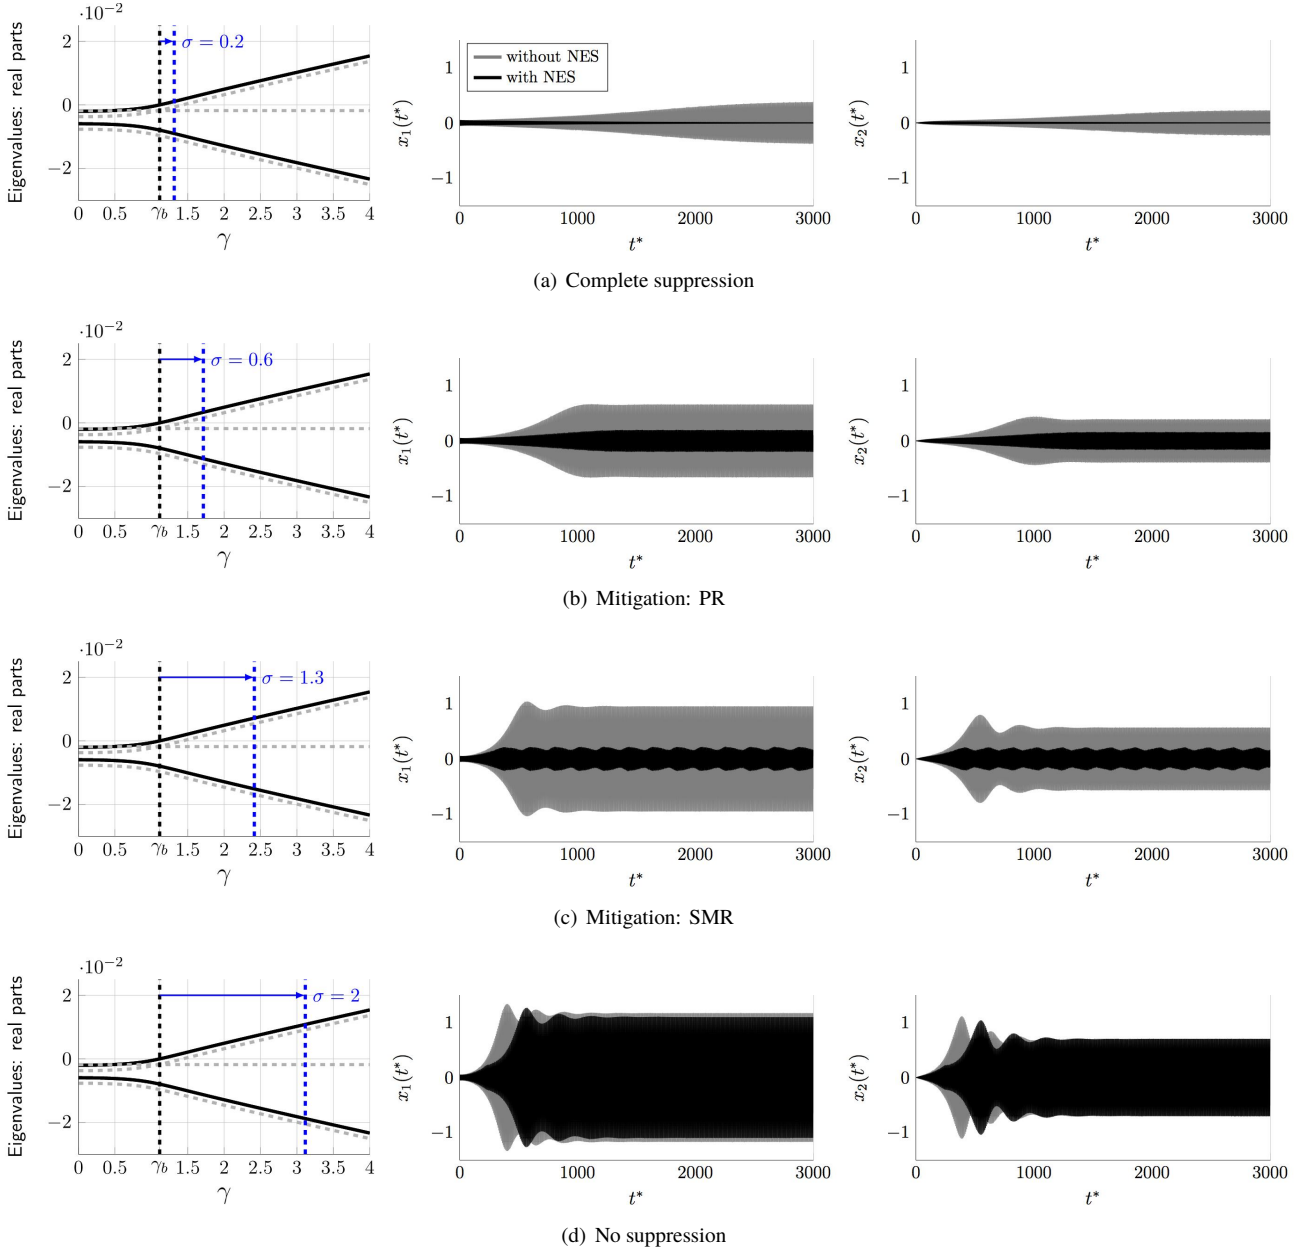 ·10⁻²
Eigenvalues: real parts
2
0
−2
σ = 0.2
0 0.5 γb 1.5 2 2.5 3 3.5 4
γ
x₁(t*)
1
0
−1
without NES
with NES
0 1000 2000 3000
t*
x₂(t*)
1
0
−1
0 1000 2000 3000
t*
(a) Complete suppression
·10⁻²
Eigenvalues: real parts
2
0
−2
σ = 0.6
0 0.5 γb 1.5 2 2.5 3 3.5 4
γ
x₁(t*)
1
0
−1
0 1000 2000 3000
t*
x₂(t*)
1
0
−1
0 1000 2000 3000
t*
(b) Mitigation: PR
·10⁻²
Eigenvalues: real parts
2
0
−2
σ = 1.3
0 0.5 γb 1.5 2 2.5 3 3.5 4
γ
x₁(t*)
1
0
−1
0 1000 2000 3000
t*
x₂(t*)
1
0
−1
0 1000 2000 3000
t*
(c) Mitigation: SMR
·10⁻²
Eigenvalues: real parts
2
0
−2
σ = 2
0 0.5 γb 1.5 2 2.5 3 3.5 4
γ
x₁(t*)
1
0
−1
0 1000 2000 3000
t*
x₂(t*)
1
0
−1
0 1000 2000 3000
t*
(d) No suppression